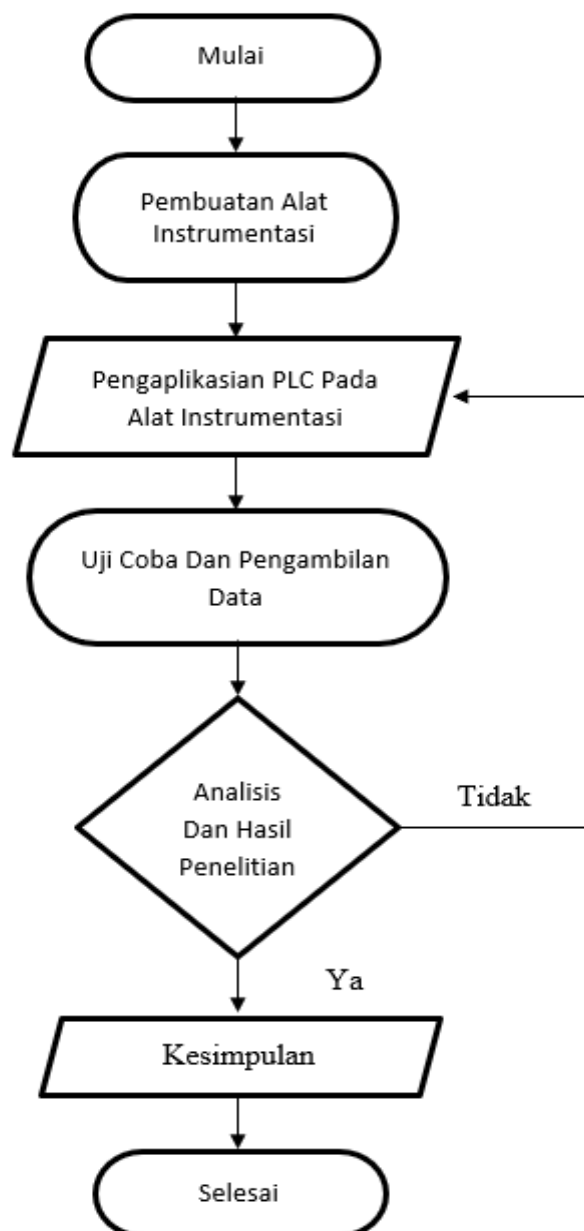 Mulai
Pembuatan Alat
Instrumentasi
Pengaplikasian PLC Pada
Alat Instrumentasi
Uji Coba Dan Pengambilan
Data
Analisis
Dan Hasil
Penelitian
Tidak
Ya
Kesimpulan
Selesai